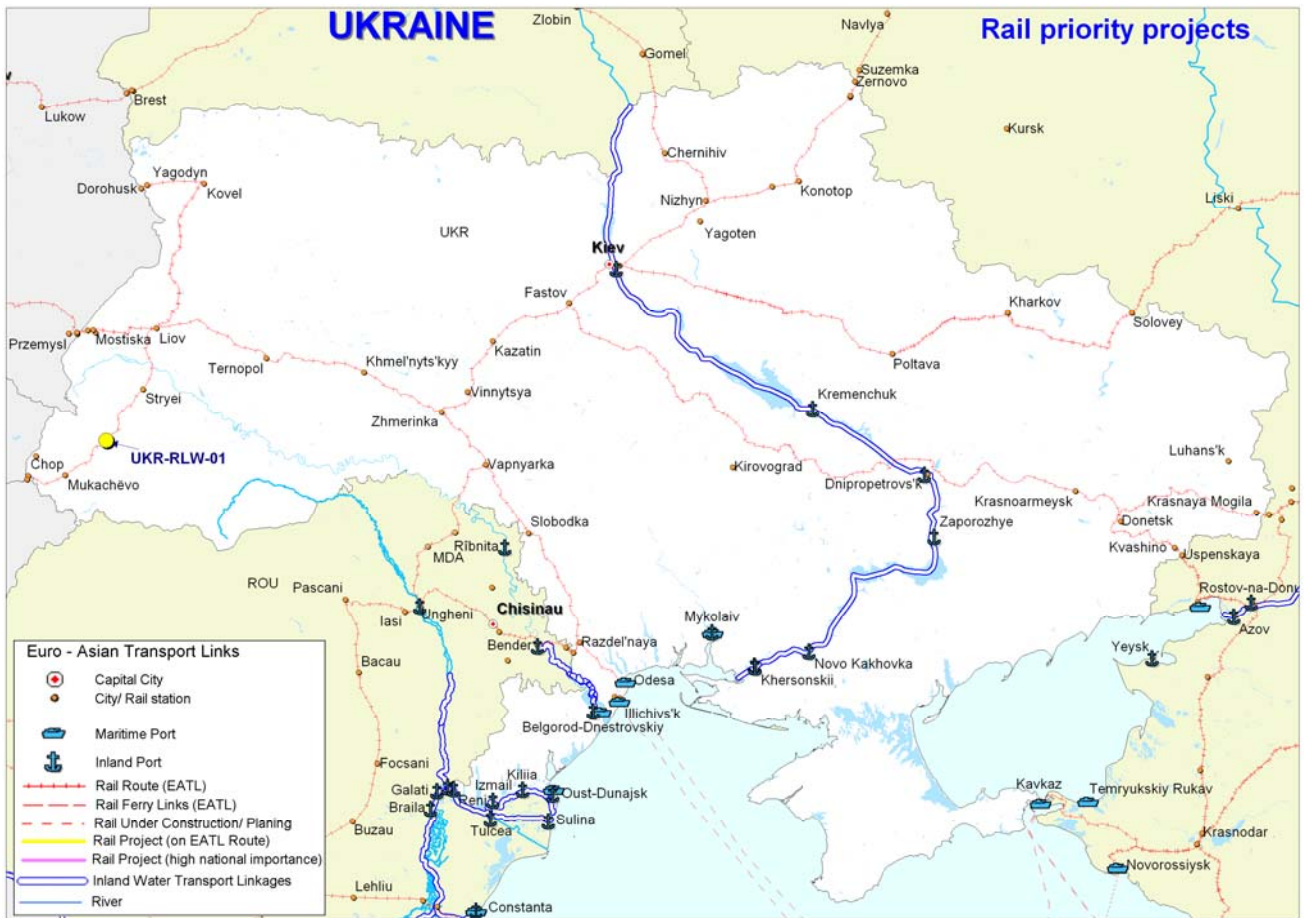 UKRAINE
Rail priority projects
Zlobin
Navlya
Gomel
Suzemka
Zernovo
Brest
Lukow
Kursk
Chernihiv
Yagodyn
Dorohusk
Kovel
Konotop
Nizhyn
Liski
UKR
Yagoten
Kiev
Fastov
Kharkov
Solovey
Przemysl
Mostiska
Liov
Kazatin
Poltava
Ternopol
Khmel'nyts'kyy
Stryei
Vinnytsya
Kremenchuk
Zhmerinka
UKR-RLW-01
Luhans'k
Chop
Vapnyarka
Kirovograd
Mukachëvo
Dnipropetrovs'k
Krasnoarmeysk
Krasnaya Mogila
Slobodka
Zaporozhye
Donetsk
Rîbnita
Kvashino
MDA
Uspenskaya
ROU
Pascani
Rostov-na-Donu
Iasi
Ungheni
Chisinau
Mykolaiv
Azov
Bender
Razdel'naya
Novo Kakhovka
Yeysk
Bacau
Khersonskii
Odesa
Illichivs'k
Belgorod-Dnestrovskiy
Focsani
Kiliia
Izmail
Galati
Reni
Oust-Dunajsk
Braila
Kavkaz
Temryukskiy Rukav
Buzau
Tulcea
Sulina
Krasnodar
Novorossiysk
Lehliu
Constanta
Euro - Asian Transport Links
Capital City
City/ Rail station
Maritime Port
Inland Port
Rail Route (EATL)
Rail Ferry Links (EATL)
Rail Under Construction/ Planing
Rail Project (on EATL Route)
Rail Project (high national importance)
Inland Water Transport Linkages
River